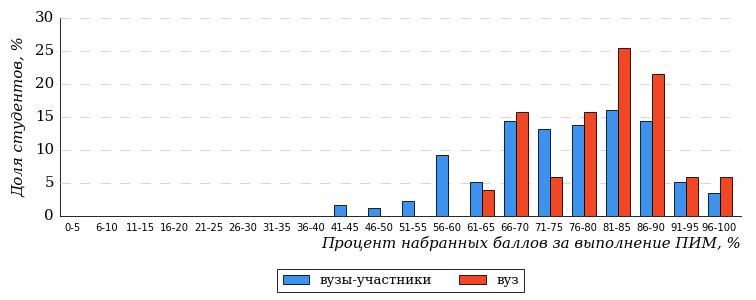 Доля студентов, %
30
25
20
15
10
5
0
0-5 6-10 11-15 16-20 21-25 26-30 31-35 36-40 41-45 46-50 51-55 56-60 61-65 66-70 71-75 76-80 81-85 86-90 91-95 96-100
Процент набранных баллов за выполнение ПИМ, %
вузы-участники вуз